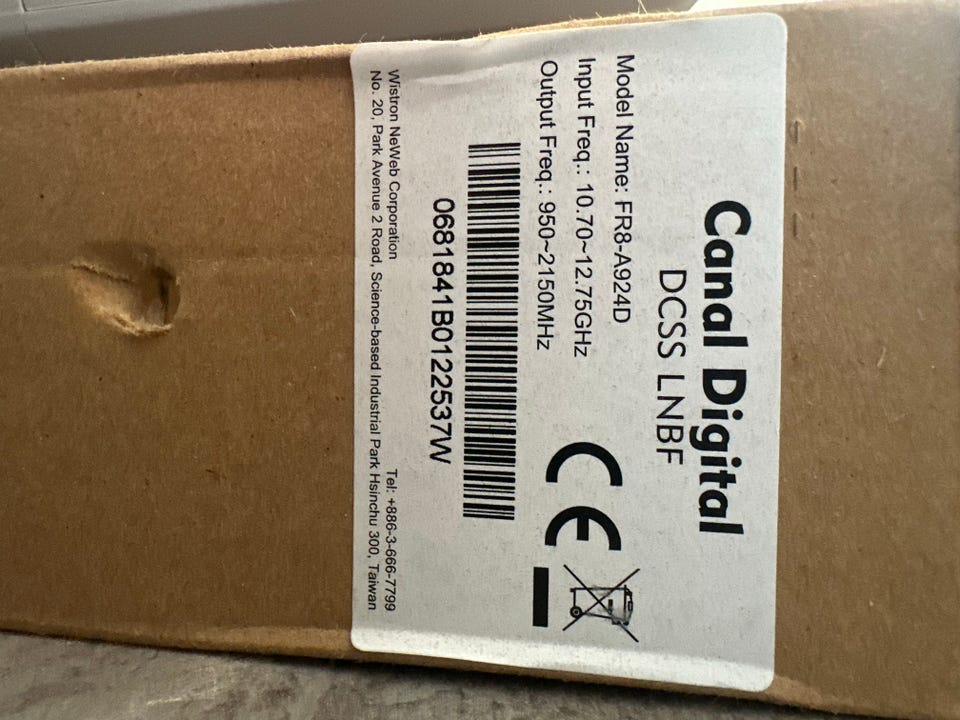 Canal Digital
DCSS LNBF
Model Name: FR8-A924D
Input Freq.: 10.70~12.75GHz
Output Freq.: 950~2150MHz
CE
0681841B0122537W
Wistron NeWeb Corporation Tel: +886-3-666-7799
No. 20, Park Avenue 2 Road, Science-based Industrial Park Hsinchu 300, Taiwan